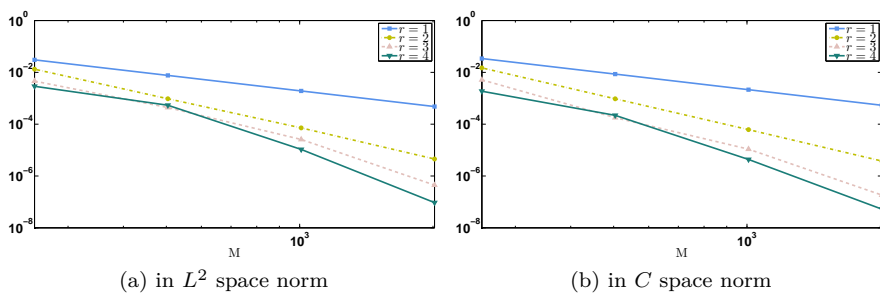 10^0
10^-2
10^-4
10^-6
10^-8
10^3
M
r = 1
r = 2
r = 3
r = 4
(a) in L^2 space norm
10^0
10^-2
10^-4
10^-6
10^-8
10^3
M
r = 1
r = 2
r = 3
r = 4
(b) in C space norm